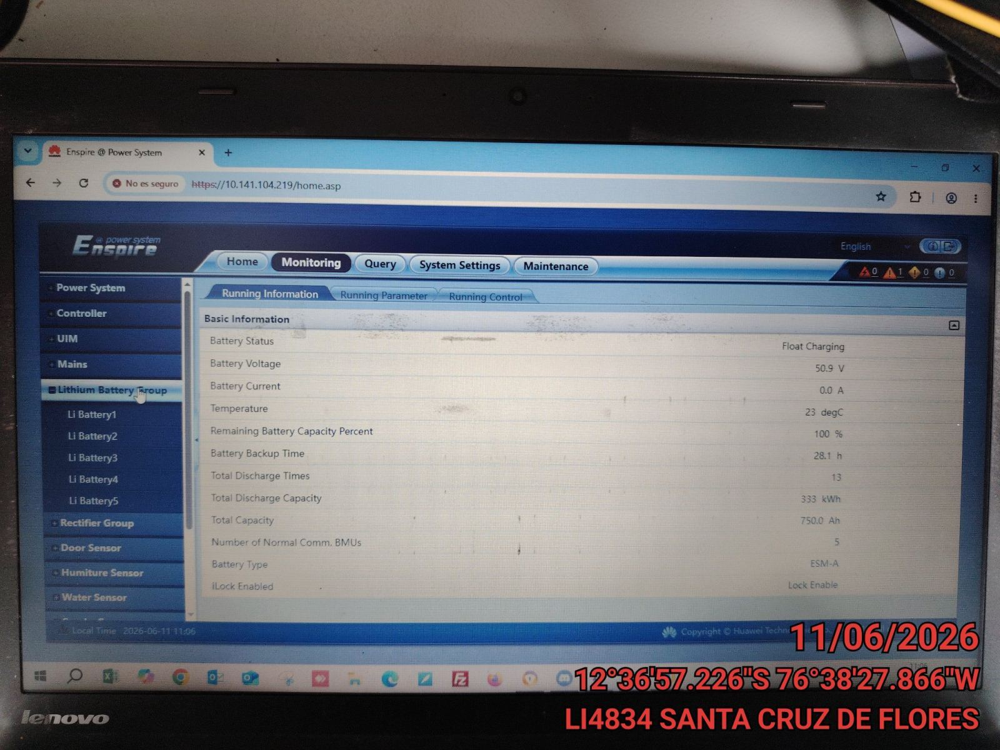 Enspire @ Power System
No es seguro https://10.141.104.219/home.asp
@ power system
Enspire
English
Home Monitoring Query System Settings Maintenance
0 1 0 0
Power System
Controller
UIM
Mains
Lithium Battery Group
Li Battery1
Li Battery2
Li Battery3
Li Battery4
Li Battery5
Rectifier Group
Door Sensor
Humiture Sensor
Water Sensor
Running Information Running Parameter Running Control
Basic Information
Battery Status Float Charging
Battery Voltage 50.9 V
Battery Current 0.0 A
Temperature 23 degC
Remaining Battery Capacity Percent 100 %
Battery Backup Time 28.1 h
Total Discharge Times 13
Total Discharge Capacity 333 kWh
Total Capacity 750.0 Ah
Number of Normal Comm. BMUs 5
Battery Type ESM-A
iLock Enabled Lock Enable
Local Time 2026-06-11 11:06
Copyright © Huawei
11/06/2026
12°36'57.226"S 76°38'27.866"W
LI4834 SANTA CRUZ DE FLORES
lenovo